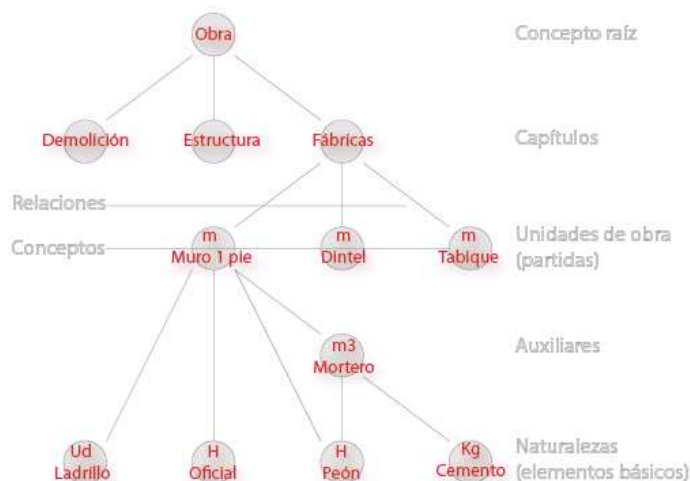 Obra
Concepto raíz
Demolición
Estructura
Fábricas
Capítulos
Relaciones
Conceptos
m
Muro 1 pie
m
Dintel
m
Tabique
Unidades de obra
(partidas)
m3
Mortero
Auxiliares
Ud
Ladrillo
H
Oficial
H
Peón
Kg
Cemento
Naturalezas
(elementos básicos)